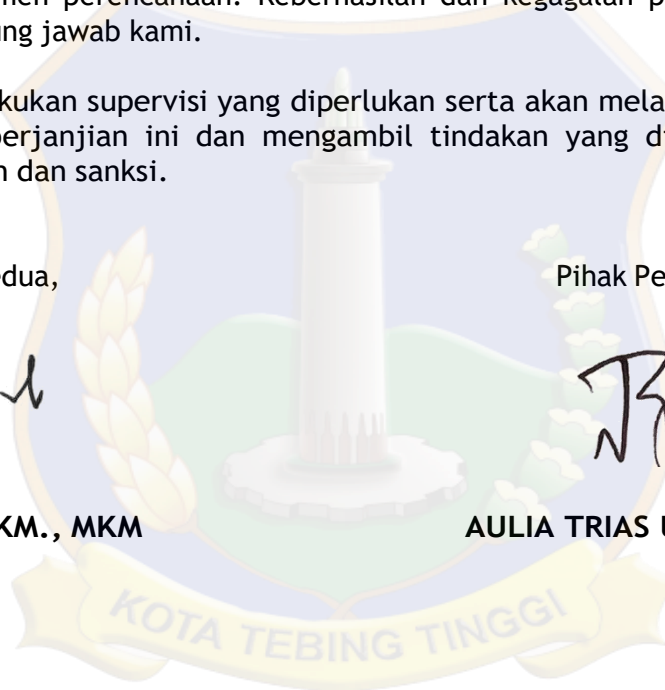 perencanaan. Keberhasilan dan kegagalan
ung jawab kami.
kukan supervisi yang diperlukan serta akan mela
perjanjian ini dan mengambil tindakan yang di
n dan sanksi.
edua,
Pihak Pe
KM., MKM
AULIA TRIAS
KOTA TEBING TINGGI